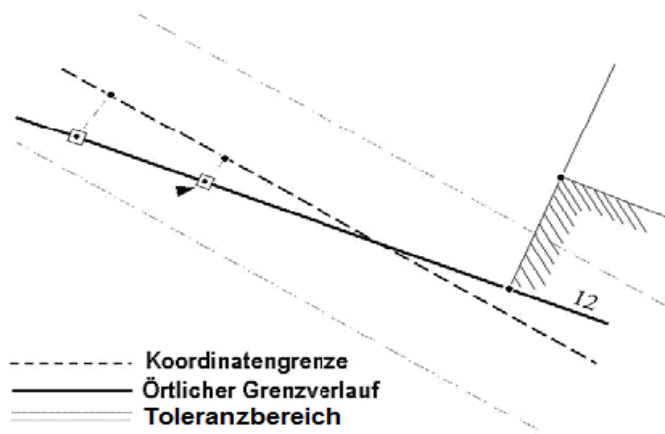 12
Koordinatengrenze
Örtlicher Grenzverlauf
Toleranzbereich